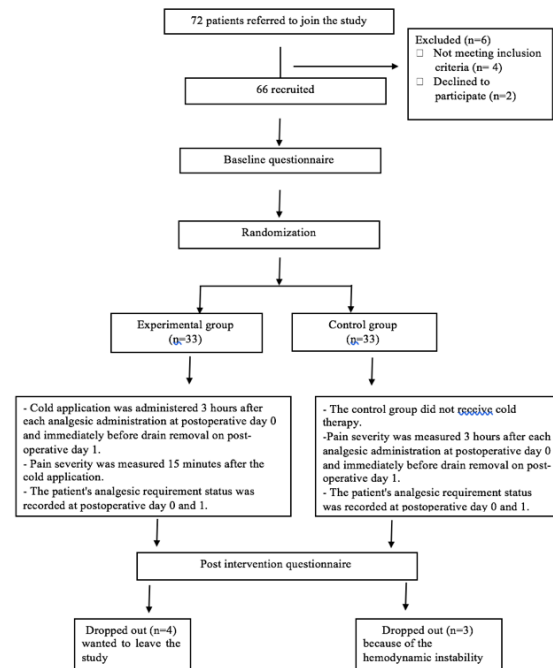 72 patients referred to join the study
Excluded (n=6)
□ Not meeting inclusion
criteria (n= 4)
□ Declined to
participate (n=2)
66 recruited
Baseline questionnaire
Randomization
Experimental group
(n=33)
Control group
(n=33)
- Cold application was administered 3 hours after
each analgesic administration at postoperative day 0
and immediately before drain removal on post-
operative day 1.
- Pain severity was measured 15 minutes after the
cold application.
- The patient's analgesic requirement status was
recorded at postoperative day 0 and 1.
- The control group did not receive cold
therapy.
-Pain severity was measured 3 hours after each
analgesic administration at postoperative day 0
and immediately before drain removal on post-
operative day 1.
- The patient's analgesic requirement status
was recorded at postoperative day 0 and 1.
Post intervention questionnaire
Dropped out (n=4)
wanted to leave the
study
Dropped out (n=3)
because of the
hemodynamic instability